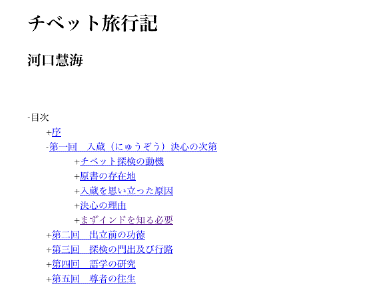 チベット旅行記
河口慧海
-目次
+序
-第一回　入蔵（にゅうぞう）決心の次第
+チベット探検の動機
+原書の存在地
+入蔵を思い立った原因
+決心の理由
+まずインドを知る必要
+第二回　出立前の功徳
+第三回　探検の門出及び行路
+第四回　語学の研究
+第五回　尊者の往生